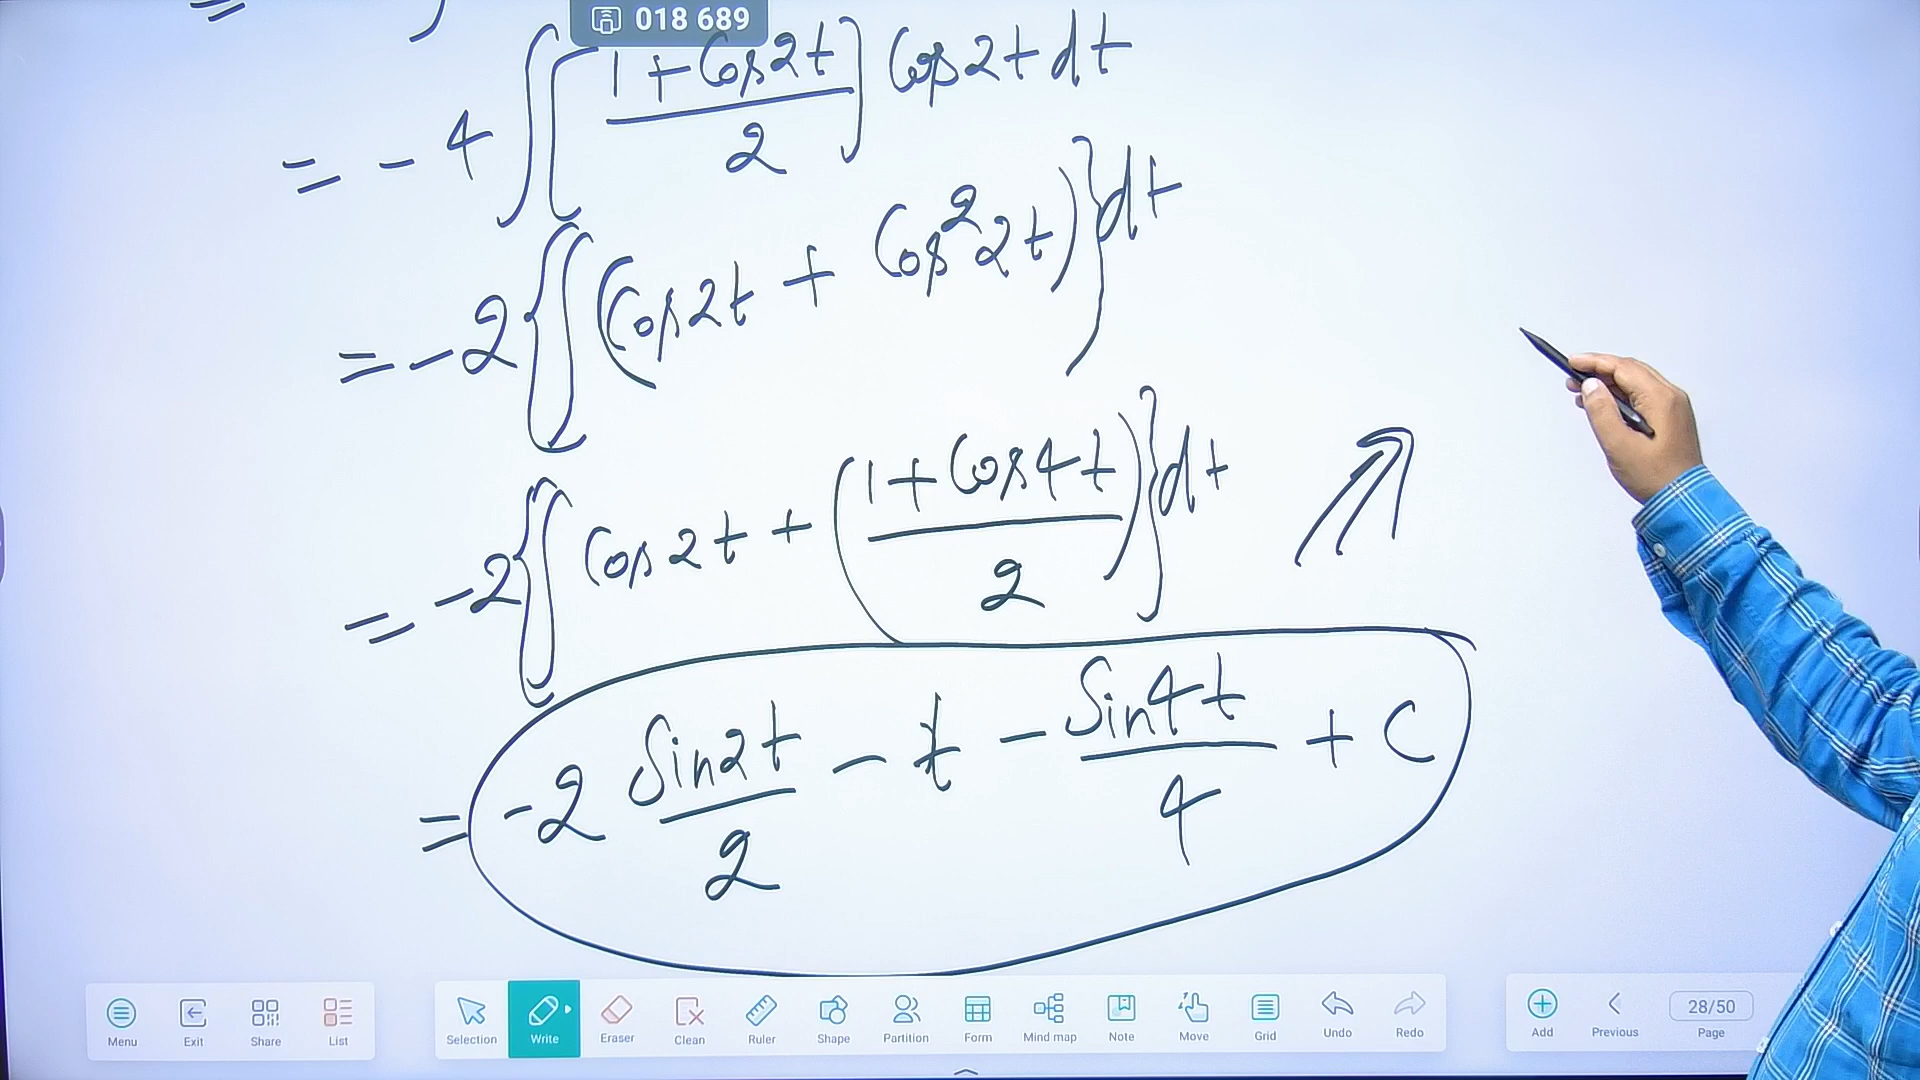 018 689
= - 4 ∫ [ (1 + Cos2t) / 2 ] Cos2t dt
= - 2 { ∫ (Cos2t + Cos²2t) } dt
= - 2 { ∫ Cos2t + ( (1 + Cos4t) / 2 ) } dt
= - 2 Sin2t / 2 - t - Sin4t / 4 + C
Menu Exit Share List Selection Write Eraser Clean Ruler Shape Partition Form Mind map Note Move Grid Undo Redo Add Previous 28/50 Page